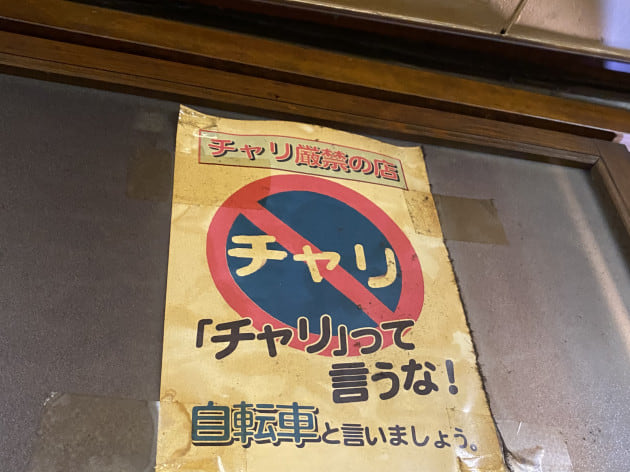 チャリ厳禁の店
チャリ
「チャリ」って
言うな!
自転車と言いましょう。